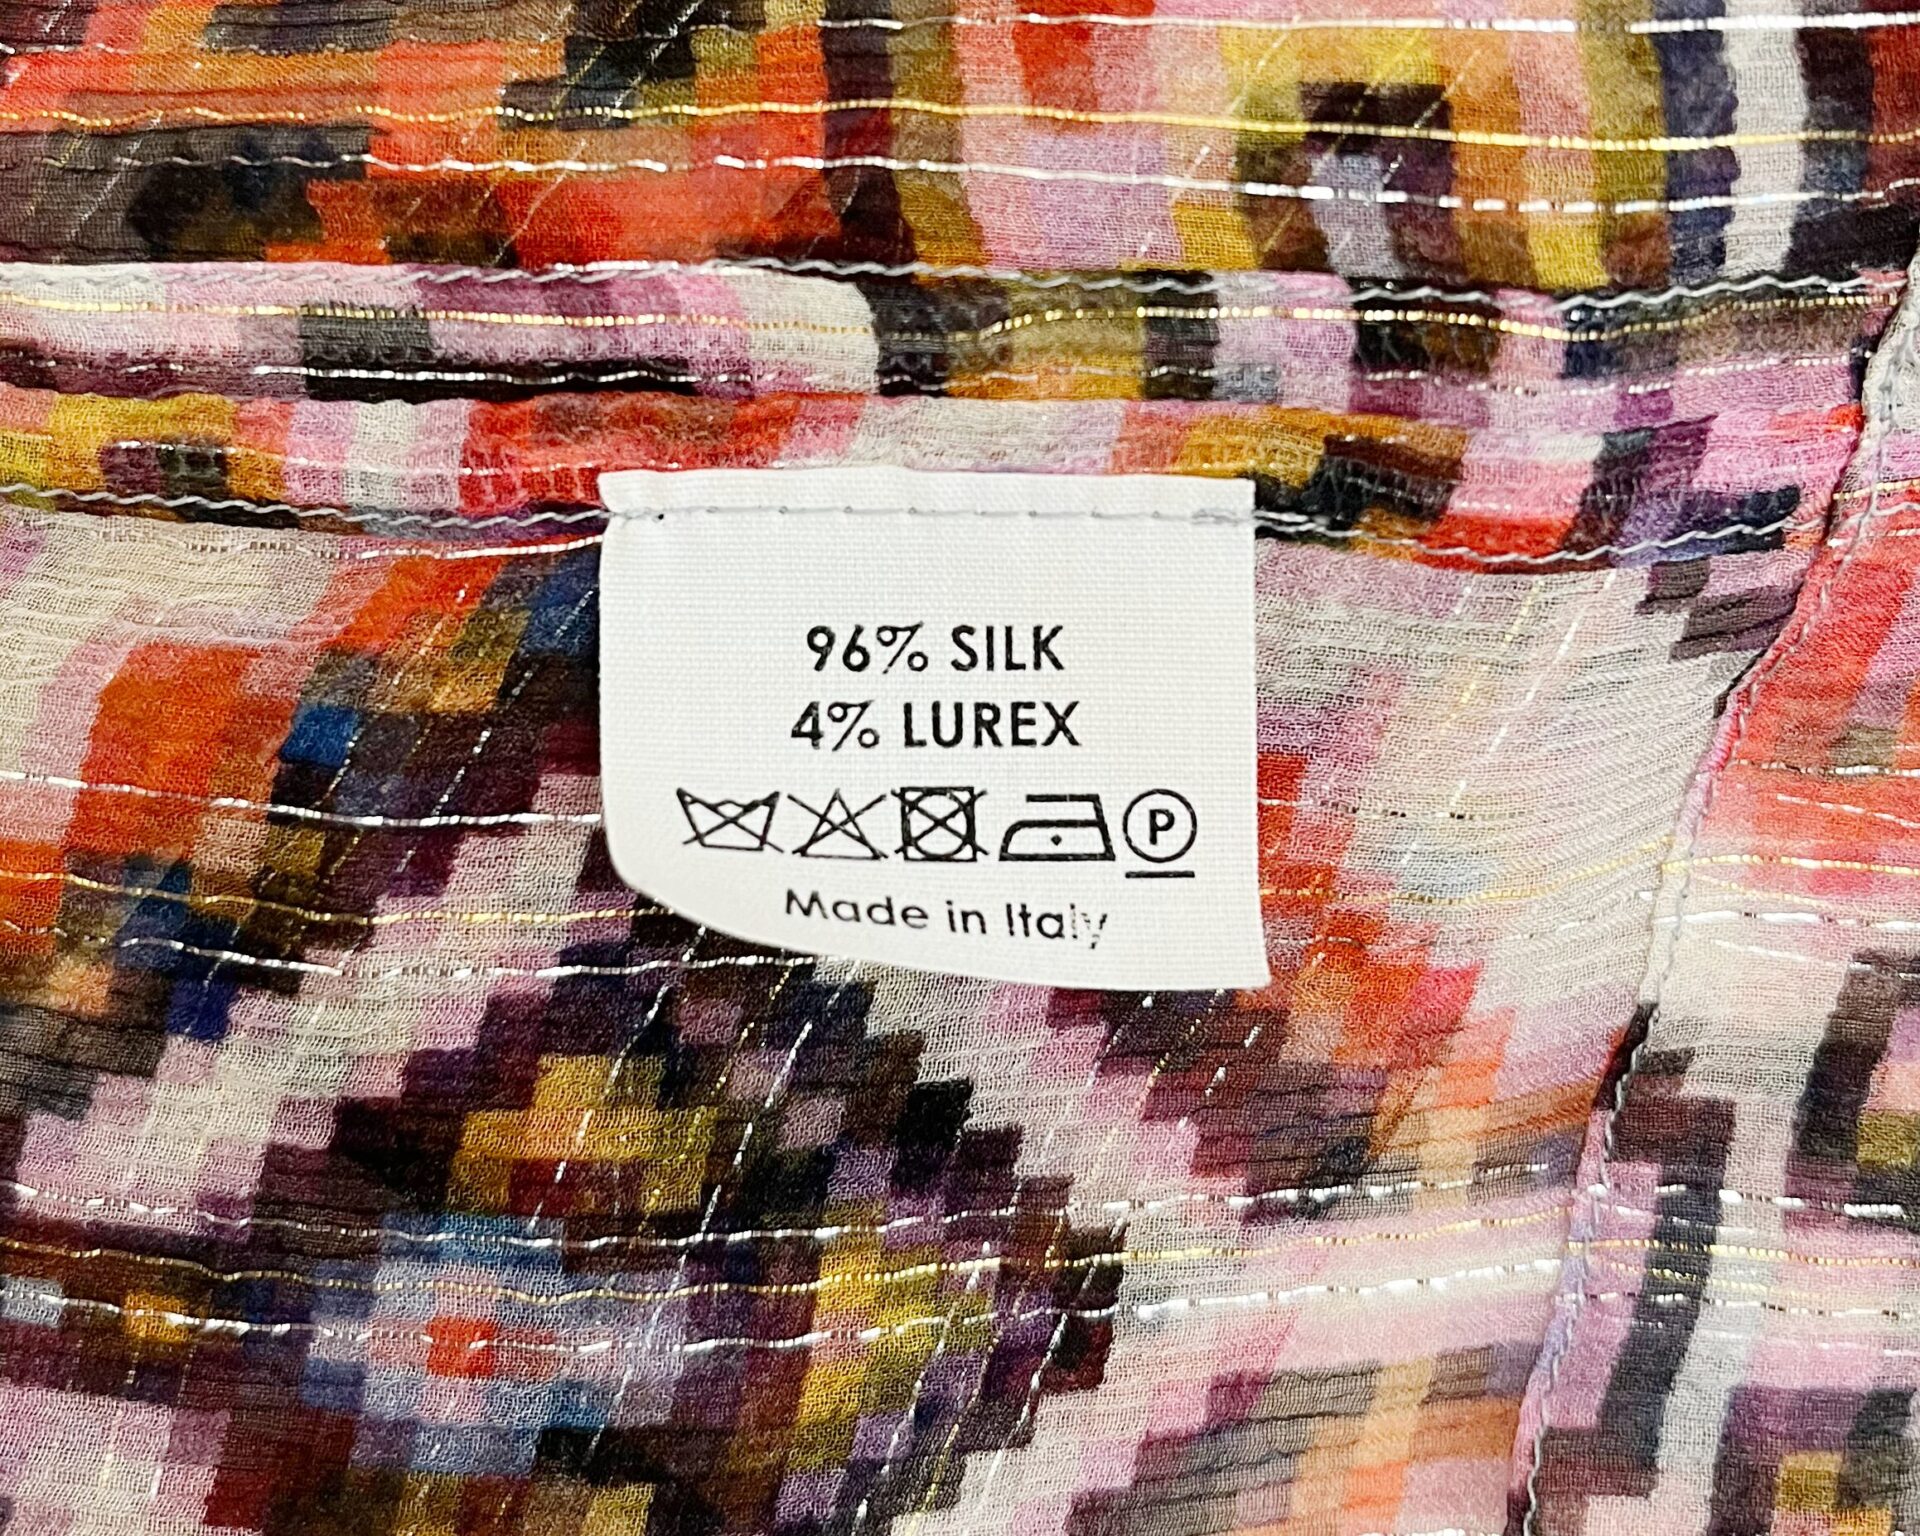 96% SILK
4% LUREX
P
Made in Italy